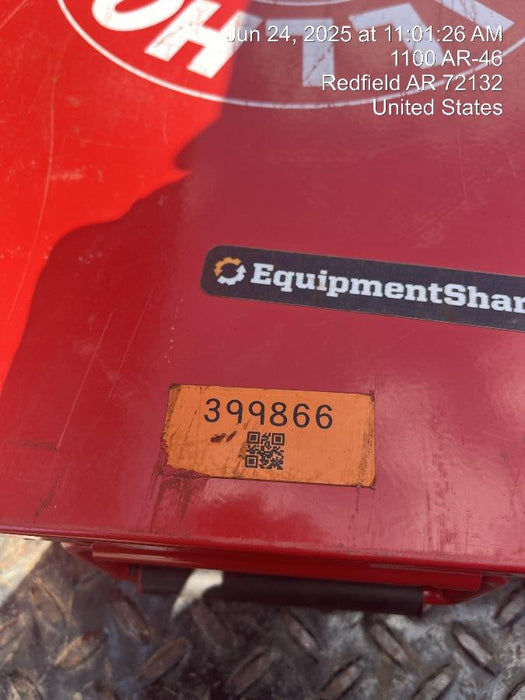 Jun 24, 2025 at 11:01:26 AM
1100 AR-46
Redfield AR 72132
United States
EquipmentShar
399866